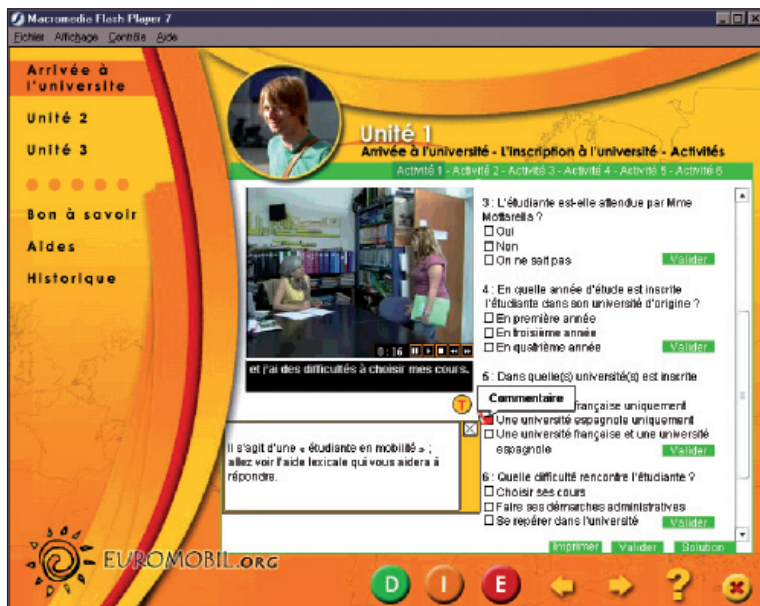 Macromedia Flash Player 7
Fichier Affichage Contrôle Aide
Arrivée à
l'universite
Unité 2
Unité 3
Bon à savoir
Aides
Historique
Unité 1
Arrivée à l'université - L'inscription à l'université - Activités
Activité 1 - Activité 2 - Activité 3 - Activité 4 - Activité 5 - Activité 6
0:16
et j'ai des difficultés à choisir mes cours.
T
Il s'agit d'une « étudiante en mobilité » ;
allez voir l'aide lexicale qui vous aidera à
répondre.
3 : L'étudiante est-elle attendue par Mme
Mottarella ?
Oui
Non
On ne sait pas
Valider
4 : En quelle année d'étude est inscrite
l'étudiante dans son université d'origine ?
En première année
En troisième année
En quatrième année
Valider
5 : Dans quelle(s) université(s) est inscrite
Commentaire
française uniquement
Une université espagnole uniquement
Une université française et une université
espagnole
Valider
6 : Quelle difficulté rencontre l'étudiante ?
Choisir ses cours
Faire ses démarches administratives
Se repérer dans l'université
Valider
Imprimer Valider Solution
EUROMOBIL.ORG
D I E ?